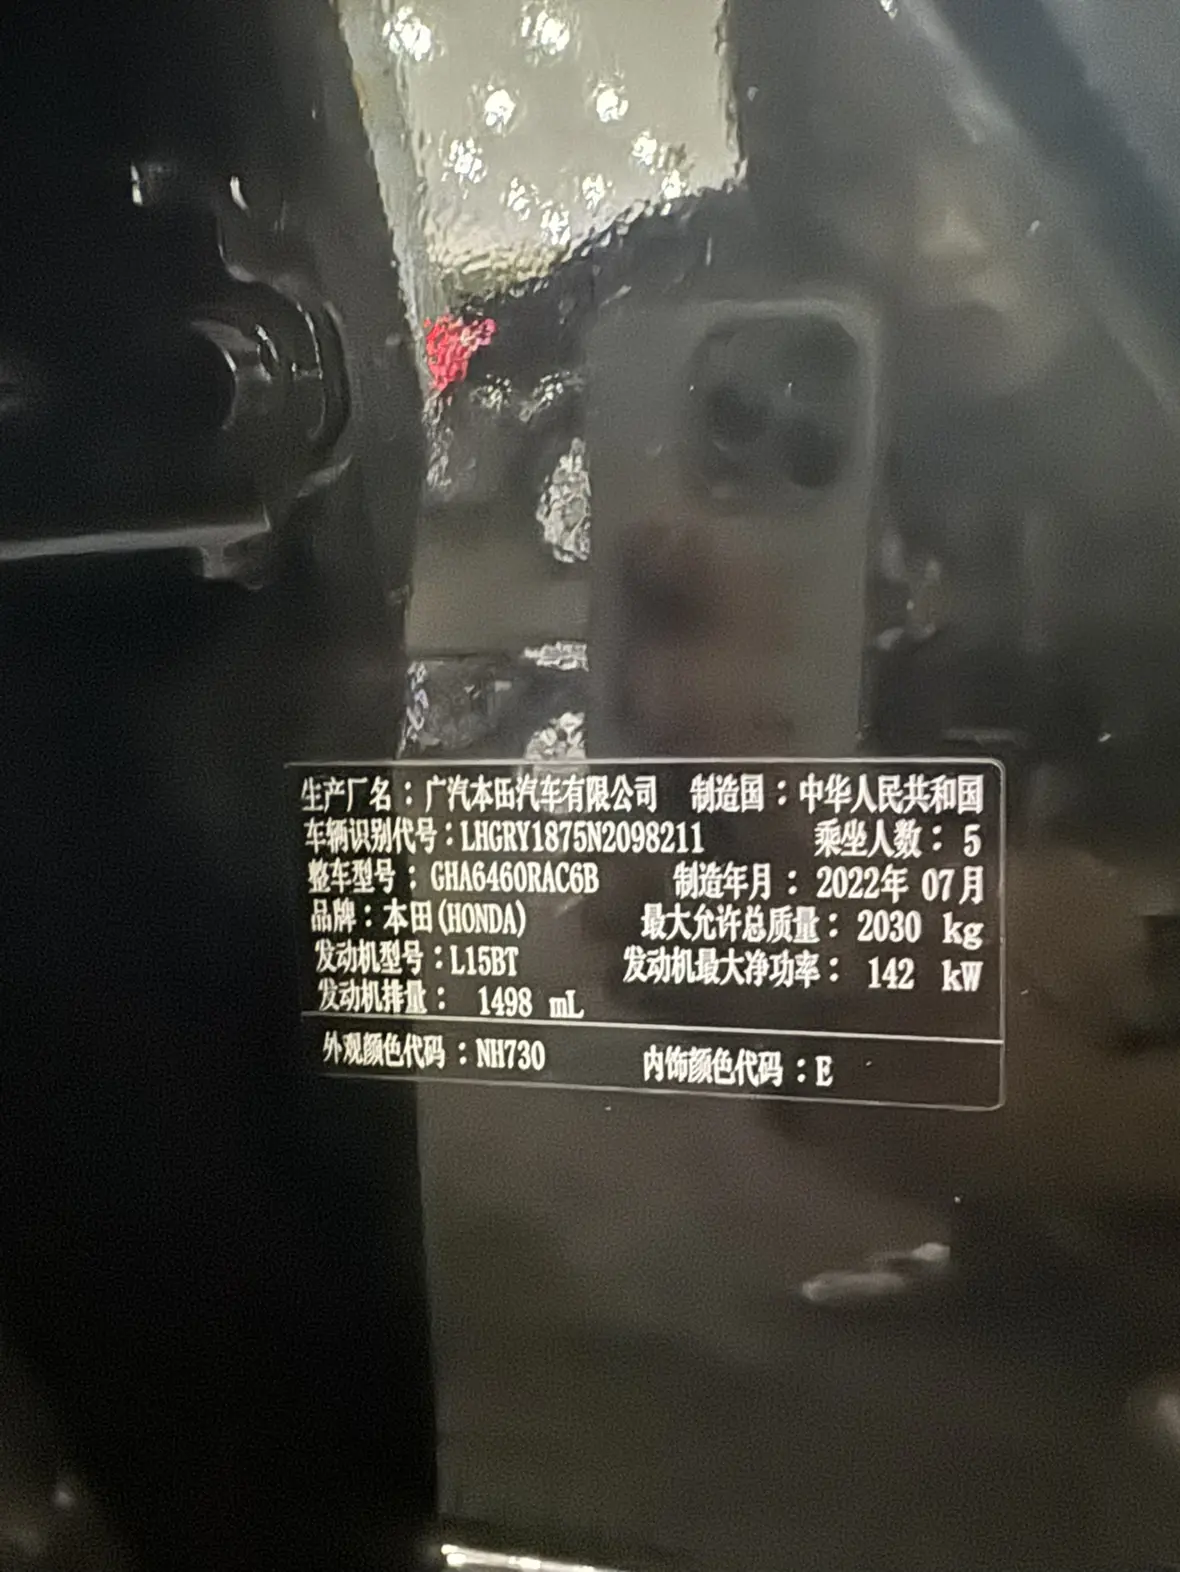 生产厂名：广汽本田汽车有限公司 制造国：中华人民共和国
车辆识别代号：LHGRY1875N2098211 乘坐人数：5
整车型号：GHA6460RAC6B 制造年月：2022年 07月
品牌：本田(HONDA) 最大允许总质量：2030 kg
发动机型号：L15BT 发动机最大净功率：142 kW
发动机排量： 1498 mL
外观颜色代码：NH730 内饰颜色代码：E